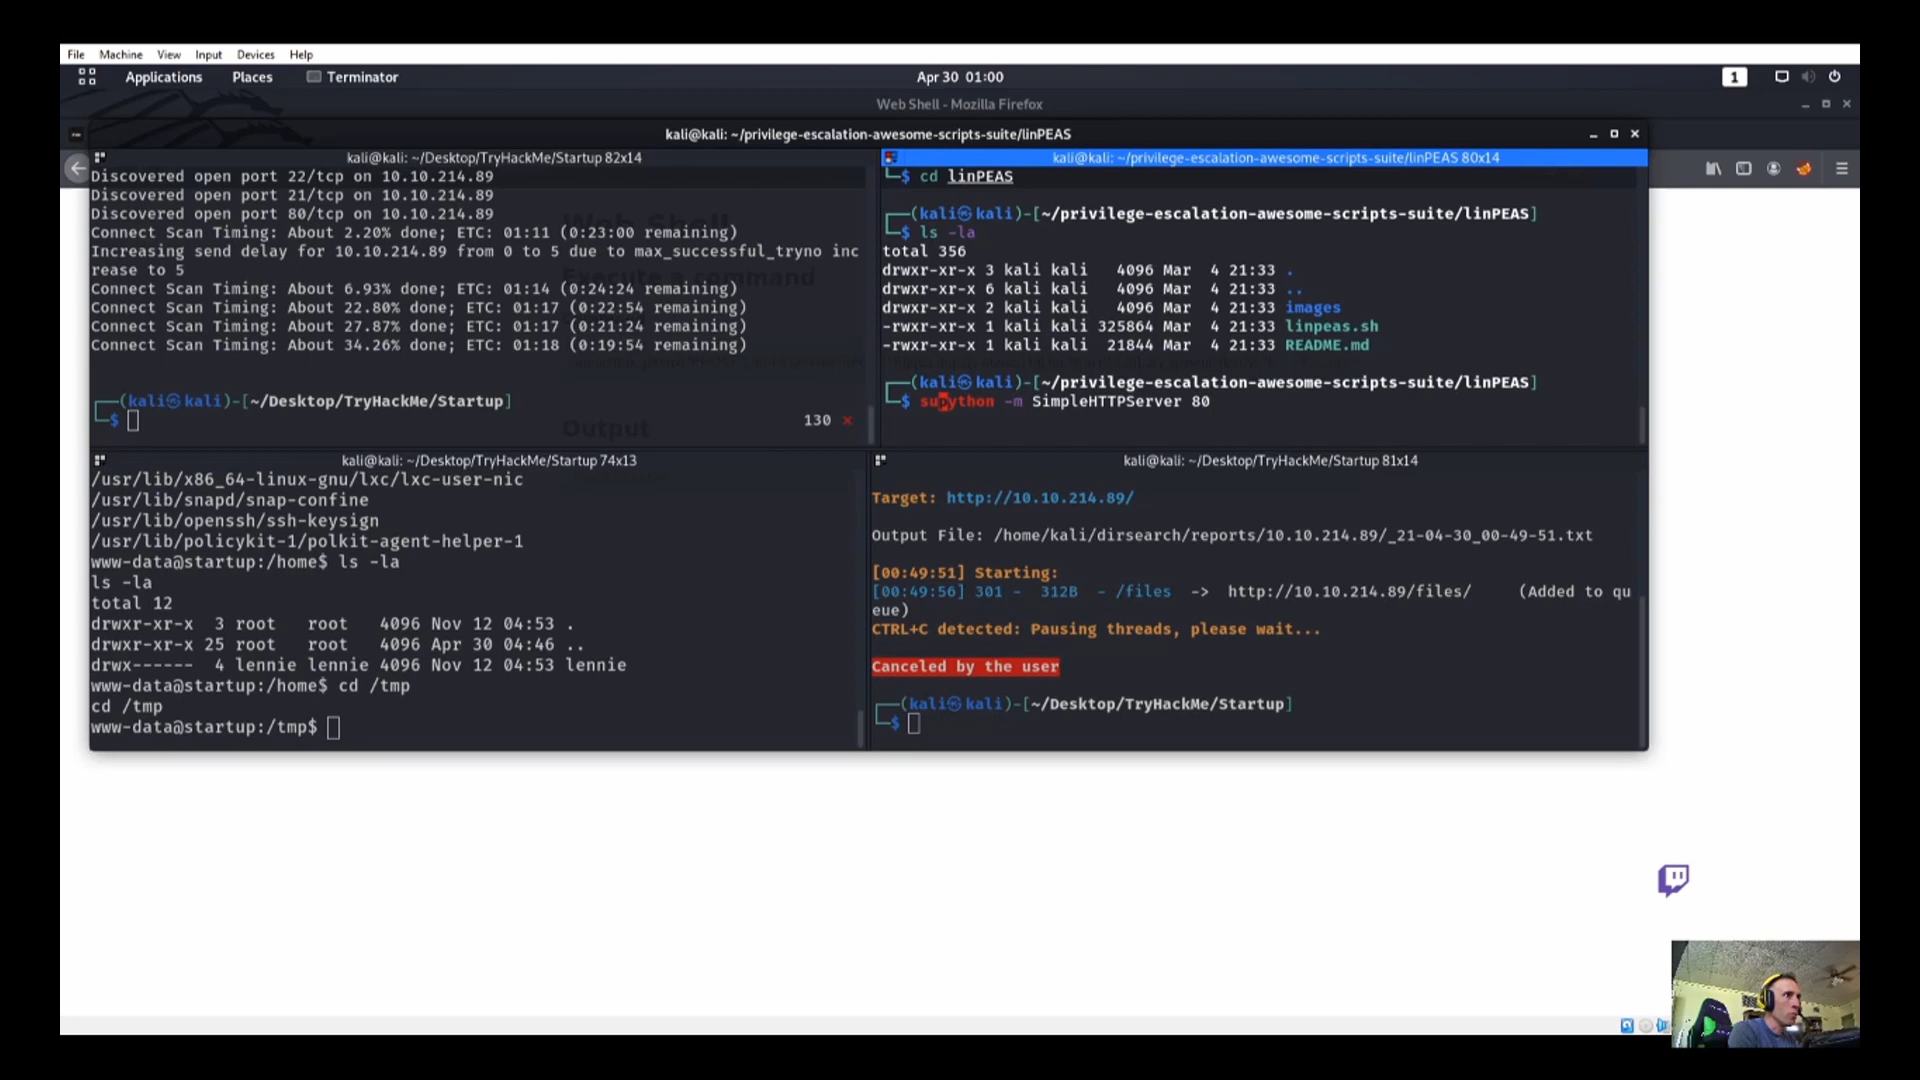 File Machine View Input Devices Help
Applications Places Terminator Apr 30 01:00 1
Web Shell - Mozilla Firefox
kali@kali: ~/privilege-escalation-awesome-scripts-suite/linPEAS
kali@kali: ~/Desktop/TryHackMe/Startup 82x14
Discovered open port 22/tcp on 10.10.214.89
Discovered open port 21/tcp on 10.10.214.89
Discovered open port 80/tcp on 10.10.214.89
Connect Scan Timing: About 2.20% done; ETC: 01:11 (0:23:00 remaining)
Increasing send delay for 10.10.214.89 from 0 to 5 due to max_successful_tryno inc
rease to 5
Connect Scan Timing: About 6.93% done; ETC: 01:14 (0:24:24 remaining)
Connect Scan Timing: About 22.80% done; ETC: 01:17 (0:22:54 remaining)
Connect Scan Timing: About 27.87% done; ETC: 01:17 (0:21:24 remaining)
Connect Scan Timing: About 34.26% done; ETC: 01:18 (0:19:54 remaining)
(kali㉿kali)-[~/Desktop/TryHackMe/Startup]
$
130 ⨯
Web Shell
Execute a command
Output
kali@kali: ~/privilege-escalation-awesome-scripts-suite/linPEAS 80x14
$ cd linPEAS
(kali㉿kali)-[~/privilege-escalation-awesome-scripts-suite/linPEAS]
$ ls -la
total 356
drwxr-xr-x 3 kali kali 4096 Mar 4 21:33 .
drwxr-xr-x 6 kali kali 4096 Mar 4 21:33 ..
drwxr-xr-x 2 kali kali 4096 Mar 4 21:33 images
-rwxr-xr-x 1 kali kali 325864 Mar 4 21:33 linpeas.sh
-rwxr-xr-x 1 kali kali 21844 Mar 4 21:33 README.md
(kali㉿kali)-[~/privilege-escalation-awesome-scripts-suite/linPEAS]
$ supython -m SimpleHTTPServer 80
kali@kali: ~/Desktop/TryHackMe/Startup 74x13
/usr/lib/x86_64-linux-gnu/lxc/lxc-user-nic
/usr/lib/snapd/snap-confine
/usr/lib/openssh/ssh-keysign
/usr/lib/policykit-1/polkit-agent-helper-1
www-data@startup:/home$ ls -la
ls -la
total 12
drwxr-xr-x 3 root root 4096 Nov 12 04:53 .
drwxr-xr-x 25 root root 4096 Apr 30 04:46 ..
drwx------ 4 lennie lennie 4096 Nov 12 04:53 lennie
www-data@startup:/home$ cd /tmp
cd /tmp
www-data@startup:/tmp$
kali@kali: ~/Desktop/TryHackMe/Startup 81x14
Target: http://10.10.214.89/
Output File: /home/kali/dirsearch/reports/10.10.214.89/_21-04-30_00-49-51.txt
[00:49:51] Starting:
[00:49:56] 301 - 312B - /files -> http://10.10.214.89/files/ (Added to qu
eue)
CTRL+C detected: Pausing threads, please wait...
Canceled by the user
(kali㉿kali)-[~/Desktop/TryHackMe/Startup]
$